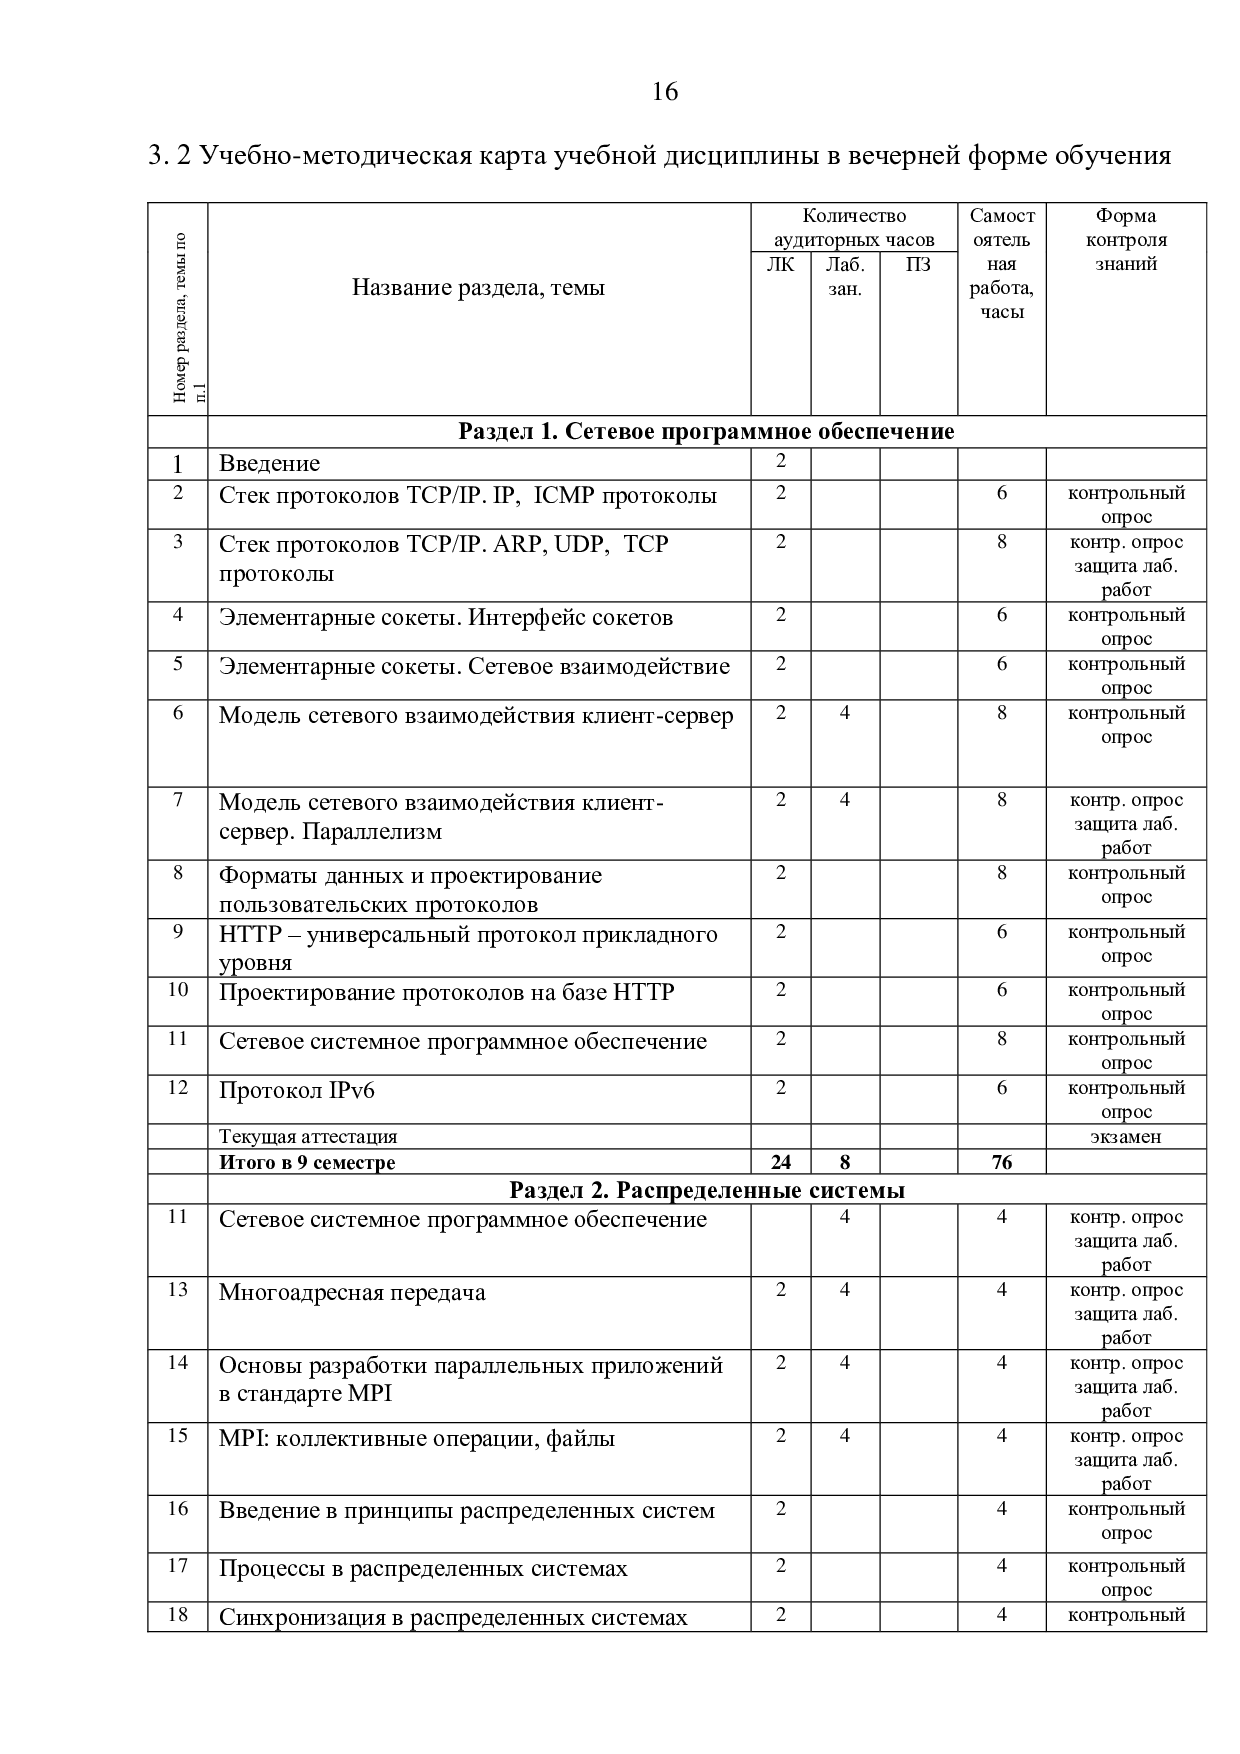 16
3. 2 Учебно-методическая карта учебной дисциплины в вечерней форме обучения
Номер раздела, темы по
п.1
Название раздела, темы
Количество
аудиторных часов
ЛК
Лаб.
зан.
ПЗ
Самост
оятель
ная
работа,
часы
Форма
контроля
знаний
Раздел 1. Сетевое программное обеспечение
1 Введение 2
2 Стек протоколов TCP/IP. IP, ICMP протоколы 2 6 контрольный
опрос
3 Стек протоколов TCP/IP. ARP, UDP, TCP 2 8 контр. опрос
протоколы защита лаб.
работ
4 Элементарные сокеты. Интерфейс сокетов 2 6 контрольный
опрос
5 Элементарные сокеты. Сетевое взаимодействие 2 6 контрольный
опрос
6 Модель сетевого взаимодействия клиент-сервер 2 4 8 контрольный
опрос
7 Модель сетевого взаимодействия клиент- 2 4 8 контр. опрос
сервер. Параллелизм защита лаб.
работ
8 Форматы данных и проектирование 2 8 контрольный
пользовательских протоколов опрос
9 HTTP – универсальный протокол прикладного 2 6 контрольный
уровня опрос
10 Проектирование протоколов на базе HTTP 2 6 контрольный
опрос
11 Сетевое системное программное обеспечение 2 8 контрольный
опрос
12 Протокол IPv6 2 6 контрольный
опрос
Текущая аттестация экзамен
Итого в 9 семестре 24 8 76
Раздел 2. Распределенные системы
11 Сетевое системное программное обеспечение 4 4 контр. опрос
защита лаб.
работ
13 Многоадресная передача 2 4 4 контр. опрос
защита лаб.
работ
14 Основы разработки параллельных приложений 2 4 4 контр. опрос
в стандарте MPI защита лаб.
работ
15 MPI: коллективные операции, файлы 2 4 4 контр. опрос
защита лаб.
работ
16 Введение в принципы распределенных систем 2 4 контрольный
опрос
17 Процессы в распределенных системах 2 4 контрольный
опрос
18 Синхронизация в распределенных системах 2 4 контрольный